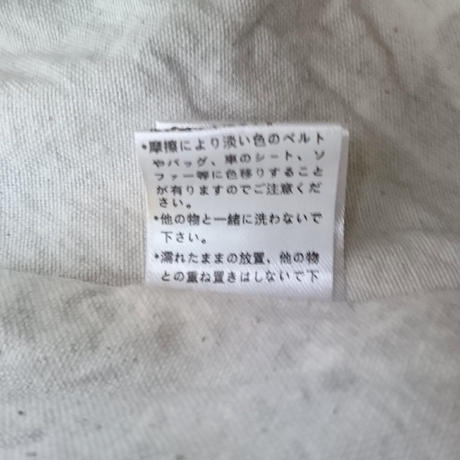 •摩擦により淡い色のベルト
やバッグ、車のシート、ソ
ファー等に色移りすること
が有りますのでご注意くだ
さい。
•他の物と一緒に洗わないで
下さい。
•濡れたままの放置、他の物
との重ね置きはしないで下